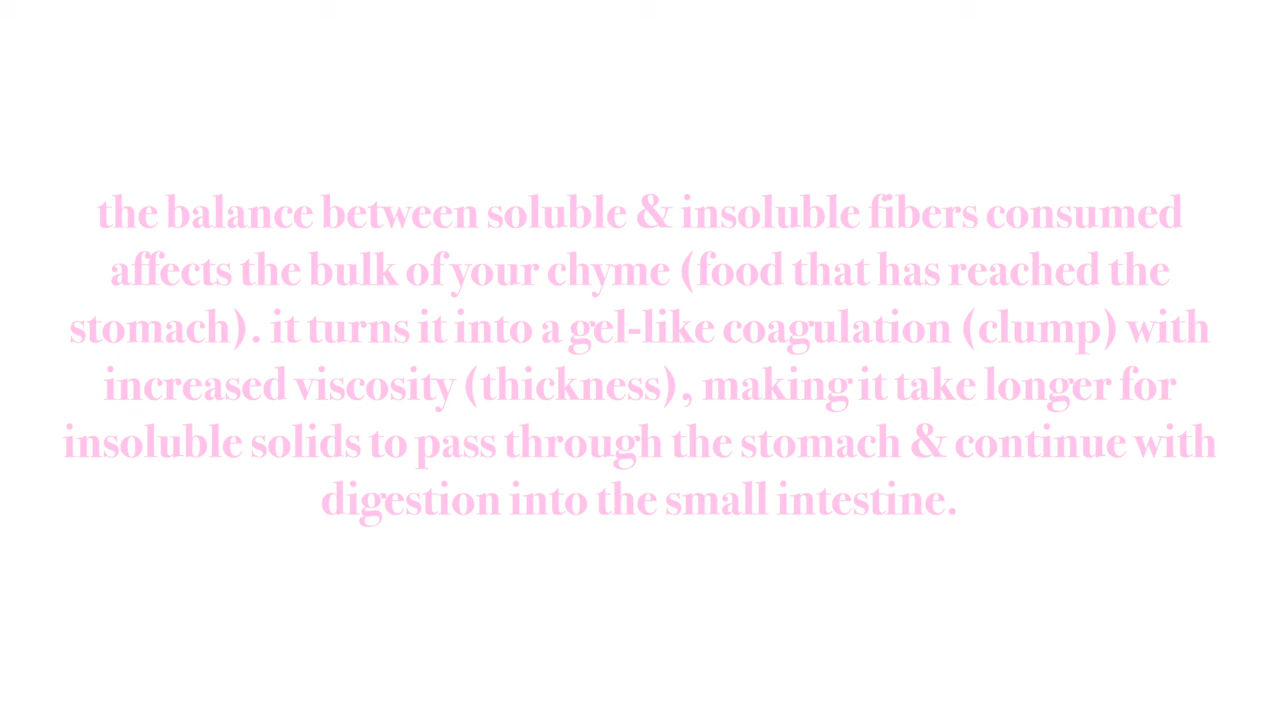 the balance between soluble & insoluble fibers consumed
affects the bulk of your chyme (food that has reached the
stomach). it turns it into a gel-like coagulation (clump) with
increased viscosity (thickness), making it take longer for
insoluble solids to pass through the stomach & continue with
digestion into the small intestine.